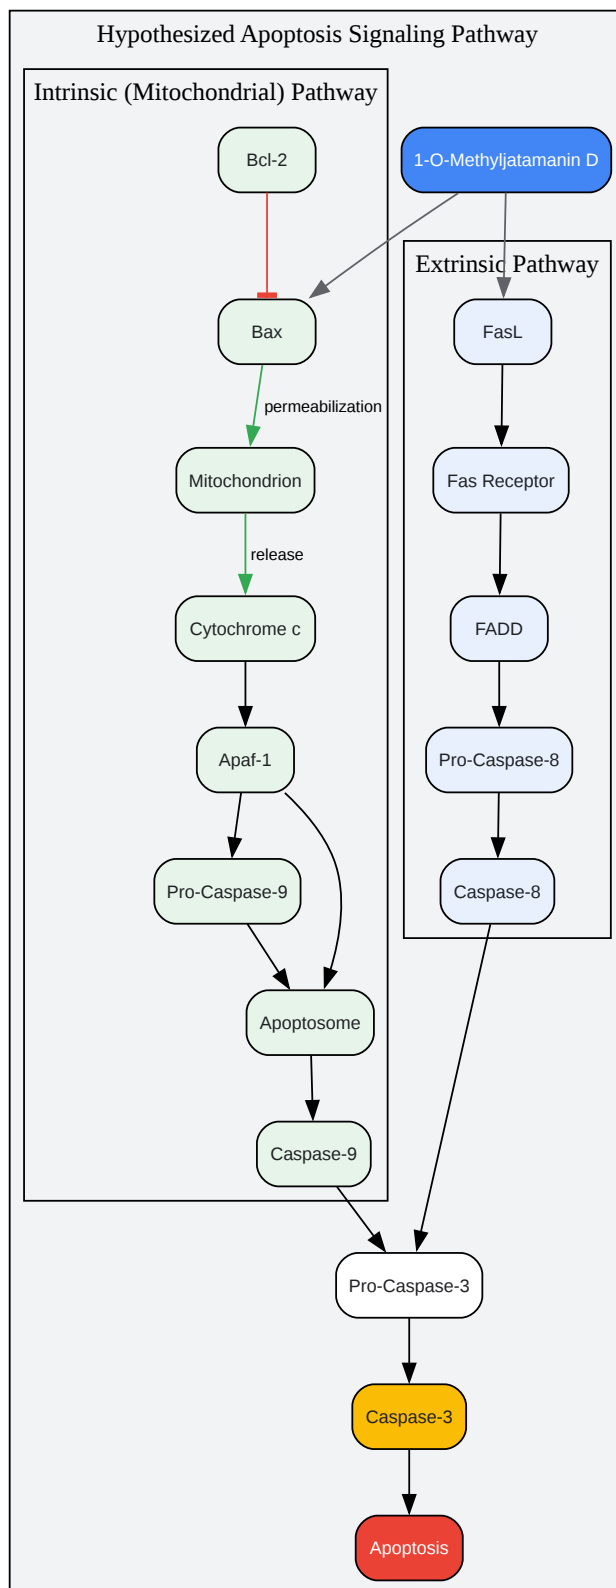 Hypothesized Apoptosis Signaling Pathway
Intrinsic (Mitochondrial) Pathway
Bcl-2
1-O-Methyljatamanin D
Extrinsic Pathway
Bax
FasL
permeabilization
Mitochondrion
Fas Receptor
release
Cytochrome c
FADD
Apaf-1
Pro-Caspase-8
Pro-Caspase-9
Caspase-8
Apoptosome
Caspase-9
Pro-Caspase-3
Caspase-3
Apoptosis